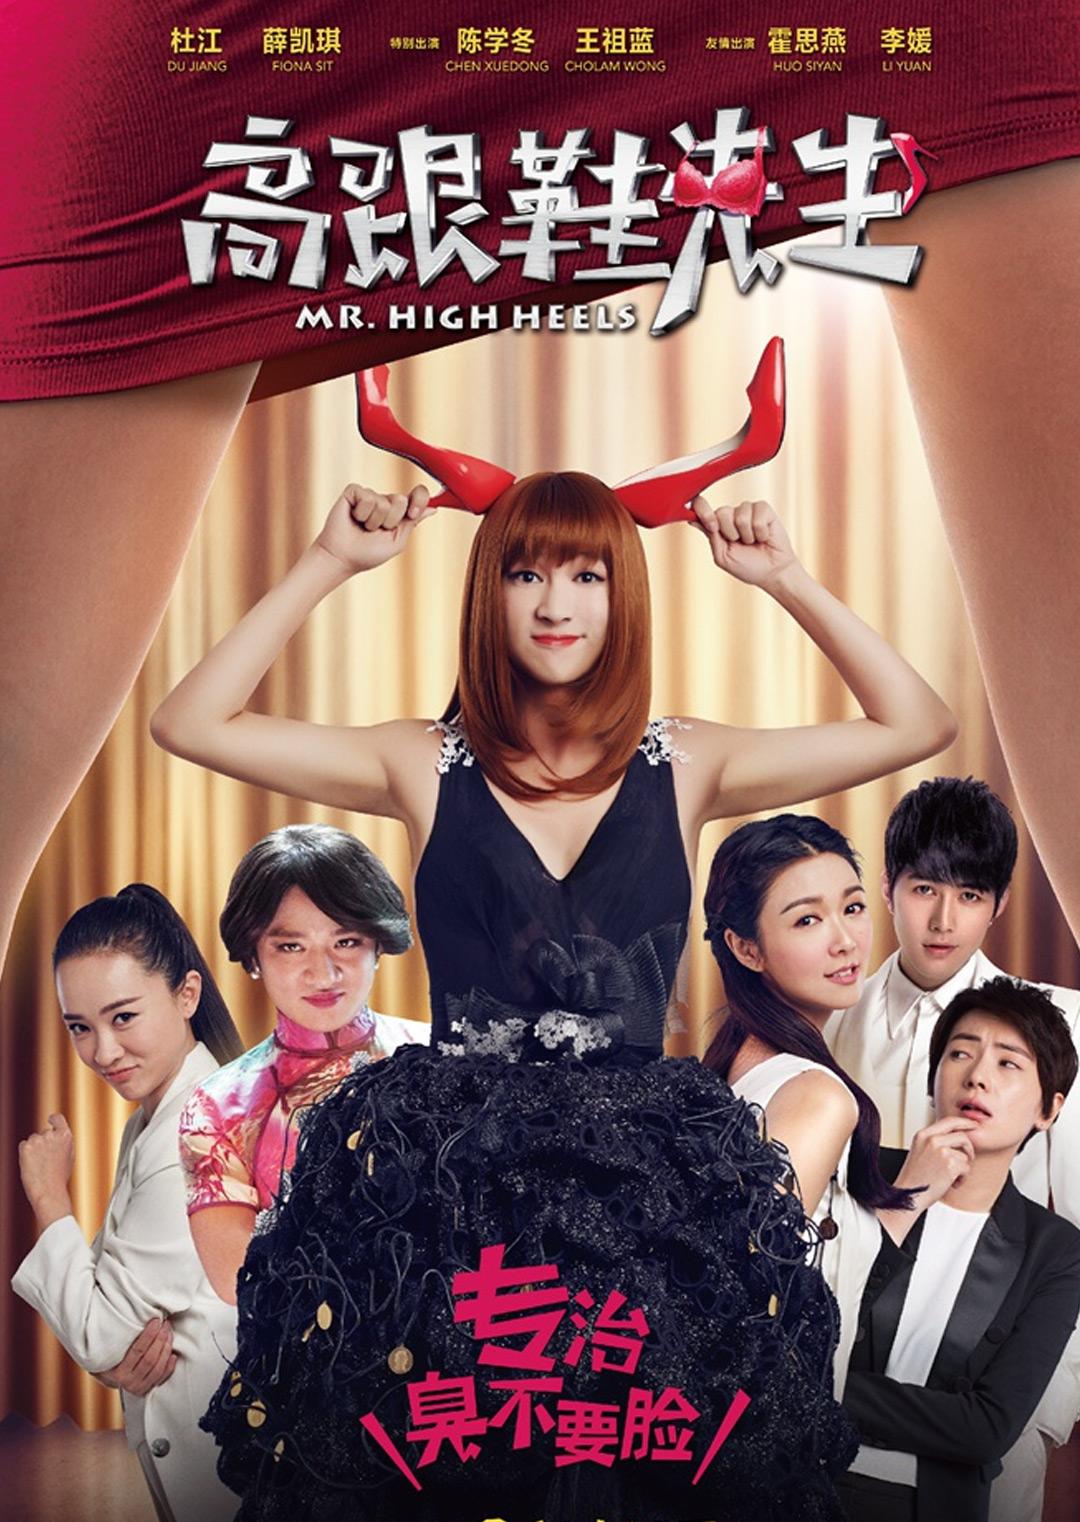 杜江 薛凯琪 特别出演 陈学冬 王祖蓝 友情出演 霍思燕 李媛
DU JIANG FIONA SIT CHEN XUEDONG CHOLAM WONG HUO SIYAN LI YUAN
高跟鞋先生
MR. HIGH HEELS
专治
臭不要脸